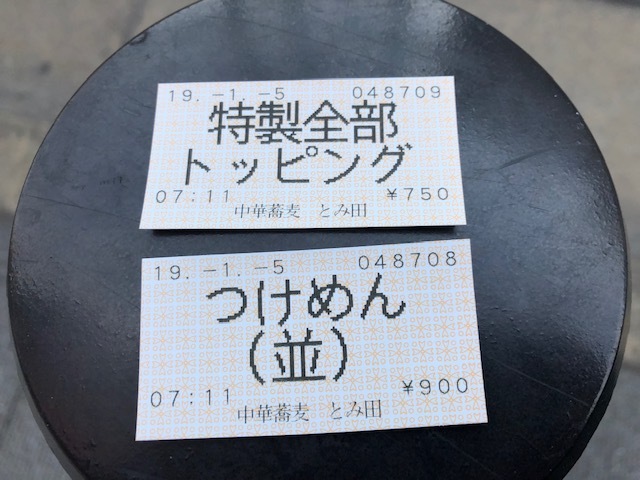 19.-1.-5 048709
特製全部
トッピング
07:11 ¥750
中華蕎麦 とみ田
19.-1.-5 048708
つけめん
(並)
07:11 ¥900
中華蕎麦 とみ田